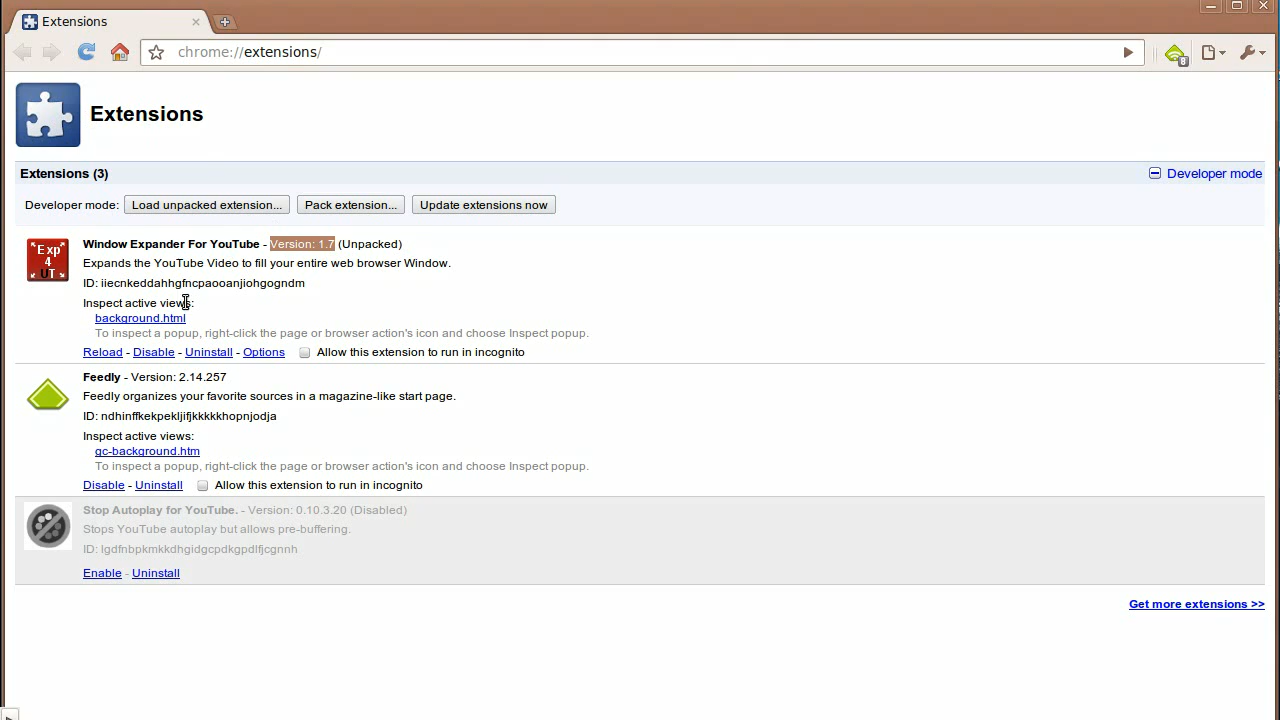 Extensions
chrome://extensions/
8
Extensions
Extensions (3)
Developer mode
Developer mode: Load unpacked extension... Pack extension... Update extensions now
Exp 4 UT
Window Expander For YouTube - Version: 1.7 (Unpacked)
Expands the YouTube Video to fill your entire web browser Window.
ID: iiecnkeddahhgfncpaooanjiohgogndm
Inspect active views:
background.html
To inspect a popup, right-click the page or browser action's icon and choose Inspect popup.
Reload - Disable - Uninstall - Options Allow this extension to run in incognito
Feedly - Version: 2.14.257
Feedly organizes your favorite sources in a magazine-like start page.
ID: ndhinffkekpekljifjkkkkkhopnjodja
Inspect active views:
gc-background.htm
To inspect a popup, right-click the page or browser action's icon and choose Inspect popup.
Disable - Uninstall Allow this extension to run in incognito
Stop Autoplay for YouTube. - Version: 0.10.3.20 (Disabled)
Stops YouTube autoplay but allows pre-buffering.
ID: lgdfnbpkmkkdhgidgcpdkgpdlfjcgnnh
Enable - Uninstall
Get more extensions >>